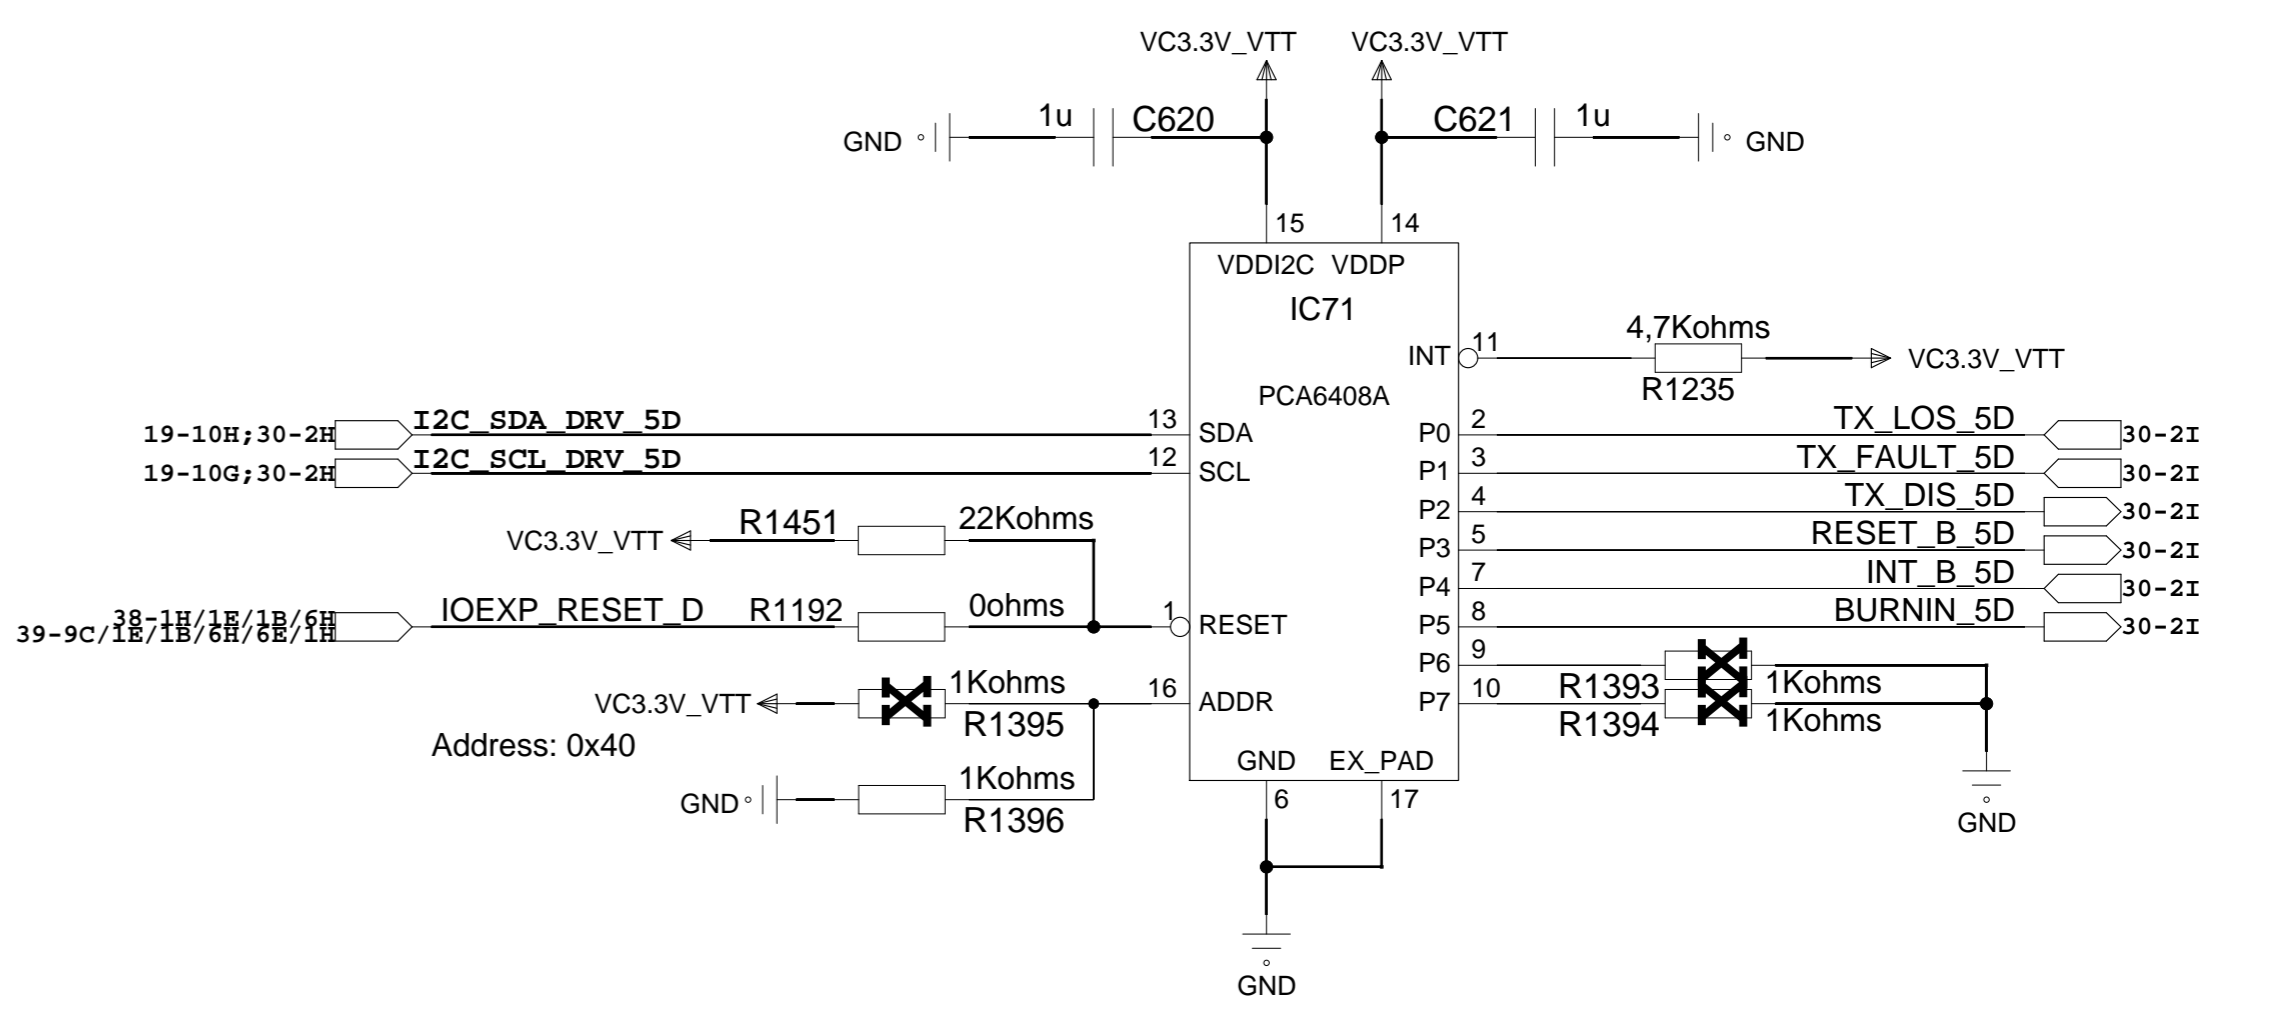 VC3.3V_VTT VC3.3V_VTT
GND 1u C620 C621 1u GND
15 14
VDDI2C VDDP
IC71
4,7Kohms
INT 11 VC3.3V_VTT
R1235
PCA6408A
19-10H;30-2H I2C_SDA_DRV_5D 13 SDA P0 2 TX_LOS_5D 30-2I
19-10G;30-2H I2C_SCL_DRV_5D 12 SCL P1 3 TX_FAULT_5D 30-2I
P2 4 TX_DIS_5D 30-2I
VC3.3V_VTT R1451 22Kohms P3 5 RESET_B_5D 30-2I
P4 7 INT_B_5D 30-2I
38-1H/1E/1B/6H
39-9C/1E/1B/6H/6E/1H IOEXP_RESET_D R1192 0ohms 1 RESET P5 8 BURNIN_5D 30-2I
P6 9 R1393 1Kohms
VC3.3V_VTT 1Kohms R1395 16 ADDR P7 10 R1394 1Kohms
Address: 0x40
GND EX_PAD
GND 1Kohms R1396 6 17 GND
GND